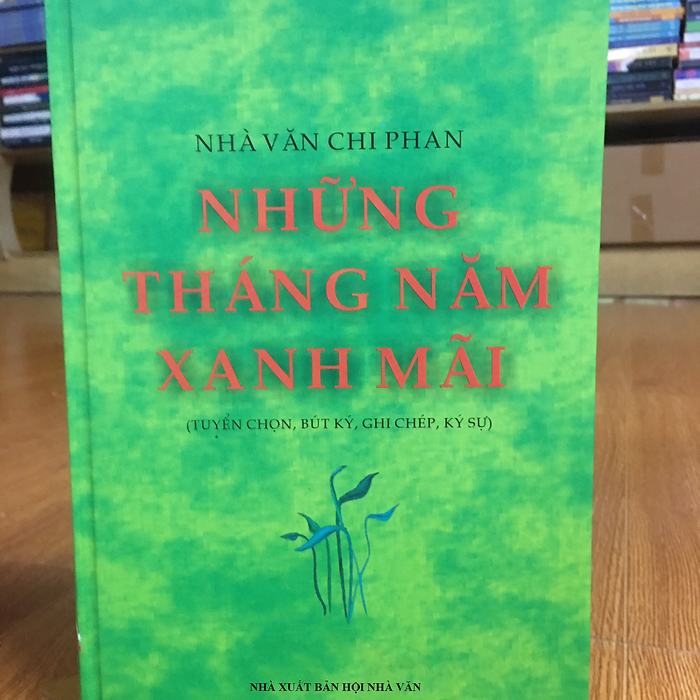 NHÀ VĂN CHI PHAN
NHỮNG
THÁNG NĂM
XANH MÃI
(TUYỂN CHỌN, BÚT KÝ, GHI CHÉP, KÝ SỰ)
NHÀ XUẤT BẢN HỘI NHÀ VĂN